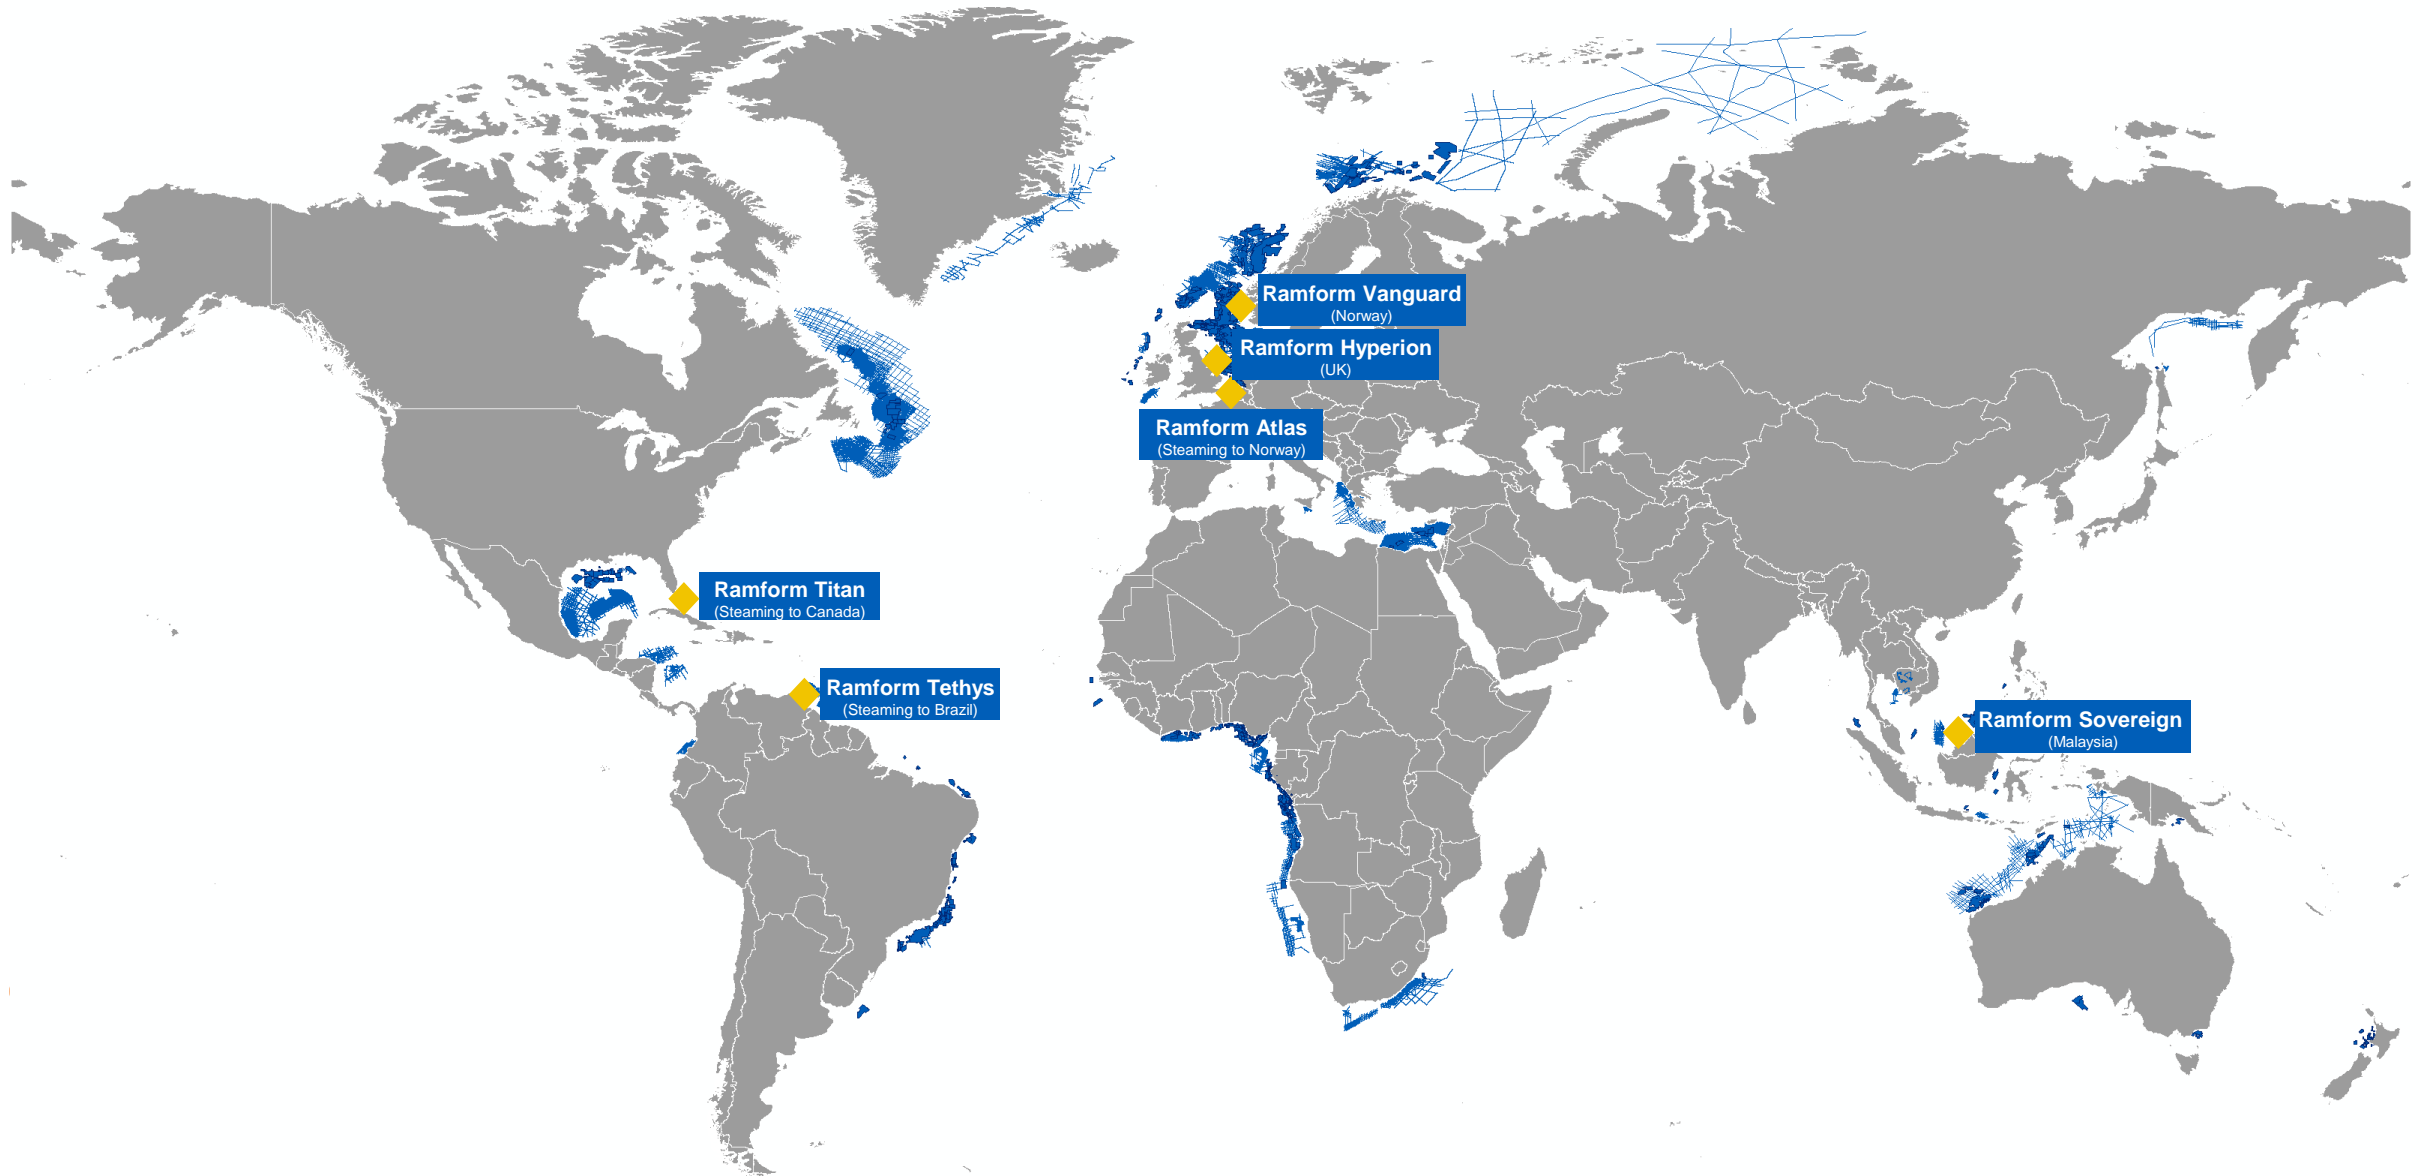 Ramform Vanguard
(Norway)
Ramform Hyperion
(UK)
Ramform Atlas
(Steaming to Norway)
Ramform Titan
(Steaming to Canada)
Ramform Tethys
(Steaming to Brazil)
Ramform Sovereign
(Malaysia)